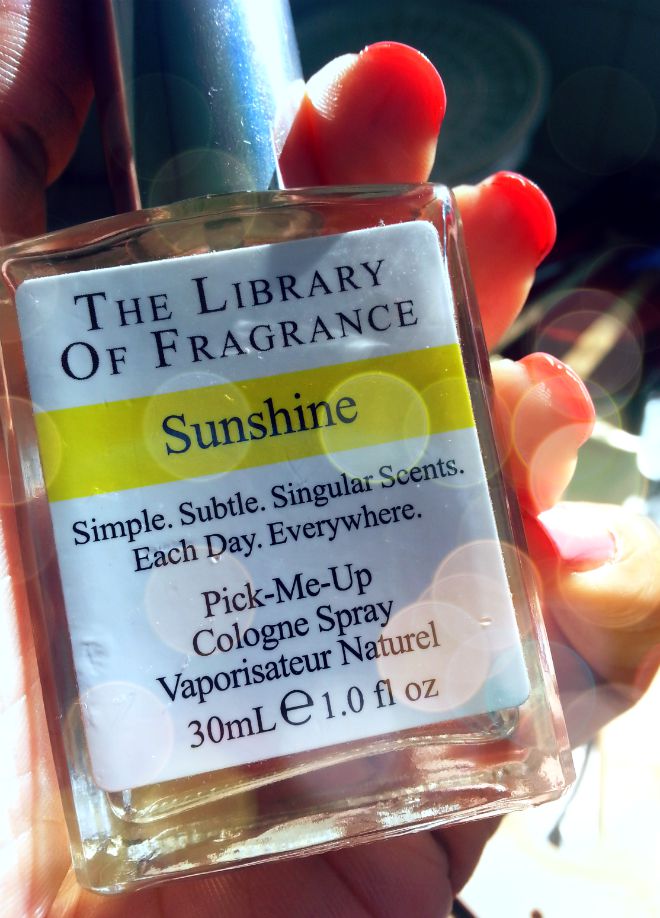 The Library
Of Fragrance
Sunshine
Simple. Subtle. Singular Scents.
Each Day. Everywhere.
Pick-Me-Up
Cologne Spray
Vaporisateur Naturel
30mL℮1.0 fl oz